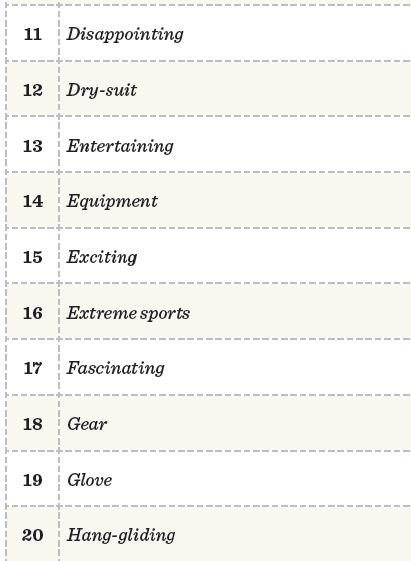 11 Disappointing
12 Dry-suit
13 Entertaining
14 Equipment
15 Exciting
16 Extreme sports
17 Fascinating
18 Gear
19 Glove
20 Hang-gliding